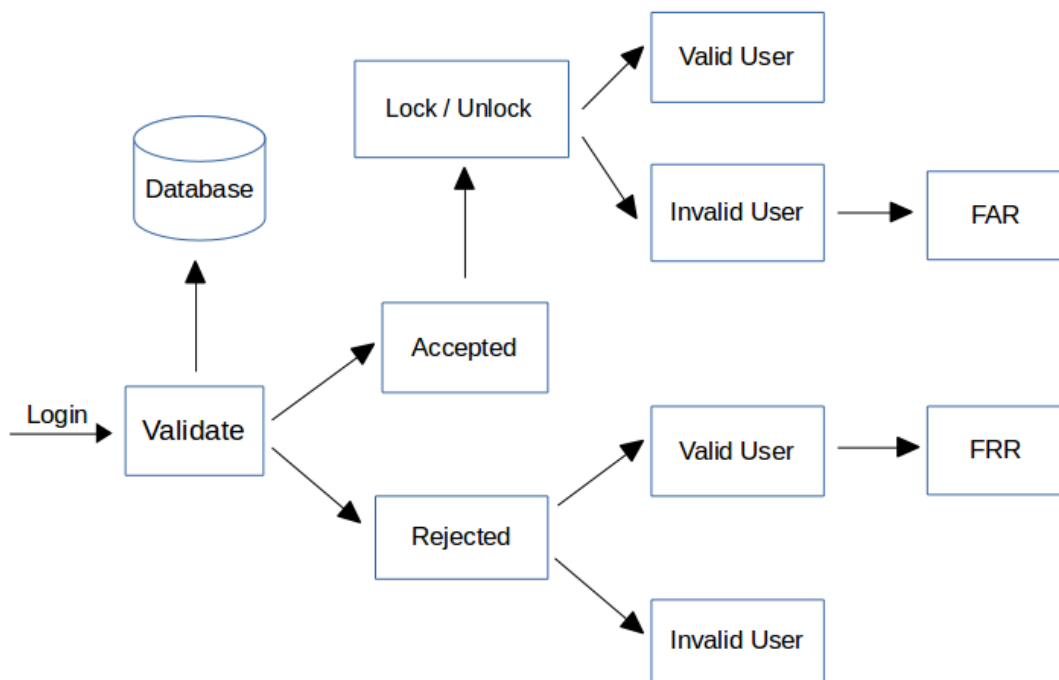 Valid User
Lock / Unlock
Database
Invalid User
FAR
Accepted
Login
Validate
Valid User
FRR
Rejected
Invalid User